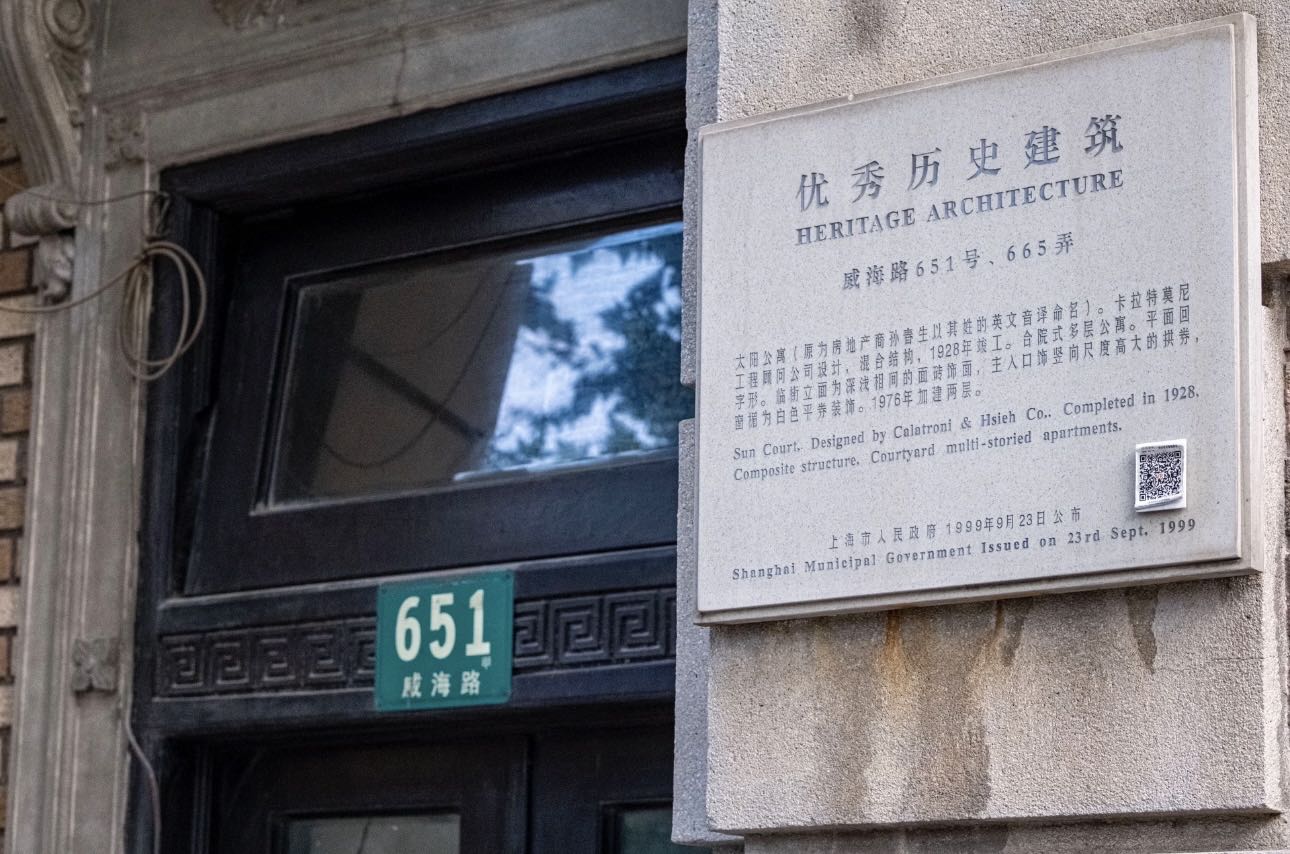 优秀历史建筑
HERITAGE ARCHITECTURE
威海路651号、665弄
太阳公寓(原为房地产商孙春生以其姓的英文音译命名)。卡拉特莫尼
工程顾问公司设计，混合结构，1928年竣工。合院式多层公寓。平面回
字形。临街立面为深浅相间的面砖饰面，主入口饰竖向尺度高大的拱券，
窗楣为白色平券装饰。1976年加建两层。
Sun Court. Designed by Calatroni & Hsieh Co.. Completed in 1928.
Composite structure. Courtyard multi-storied apartments.
上海市人民政府 1999年9月23日公布
Shanghai Municipal Government Issued on 23rd Sept. 1999
651
甲
威海路